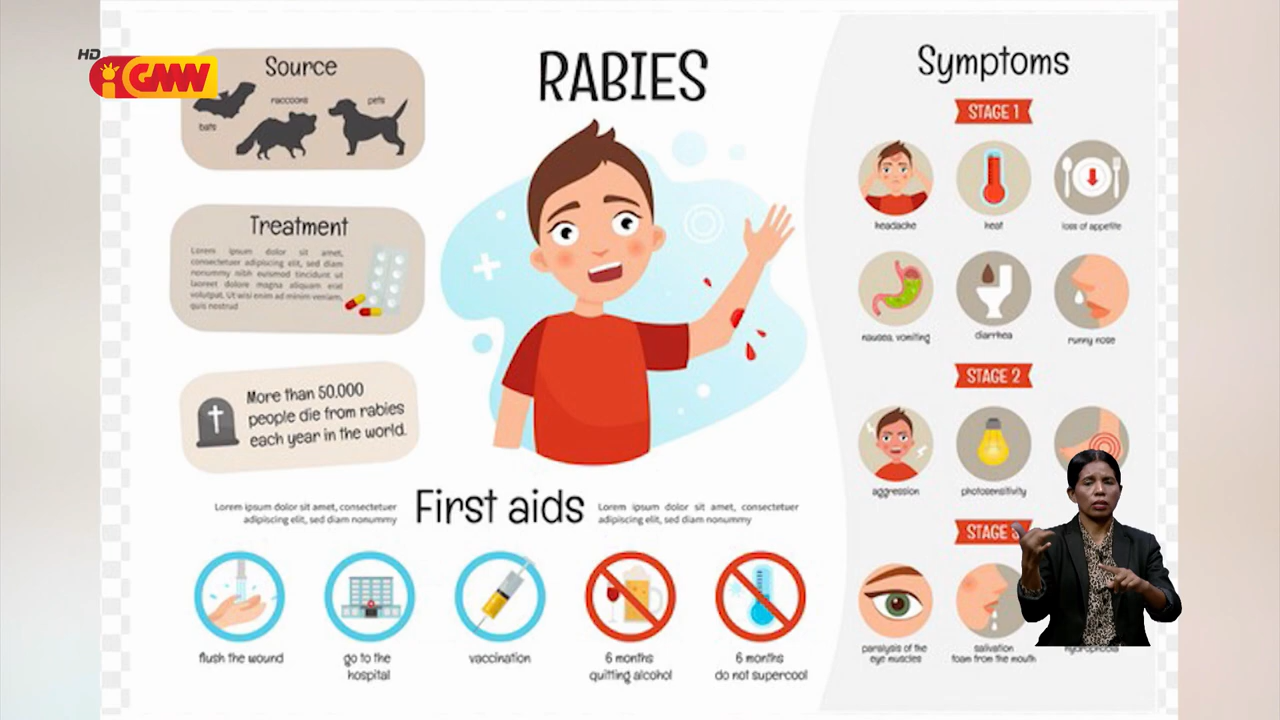 HD
GMN
Source
bats
raccoons
pets
Treatment
Lorem ipsum dolor sit amet,
consectetuer adipiscing elit, sed diam
nonummy nibh euismod tincidunt ut
laoreet dolore magna aliquam erat
volutpat. Ut wisi enim ad minim veniam,
quis nostrud
More than 50.000
people die from rabies
each year in the world.
RABIES
First aids
Lorem ipsum dolor sit amet, consectetuer
adipiscing elit, sed diam nonummy
Lorem ipsum dolor sit amet, consectetuer
adipiscing elit, sed diam nonummy
flush the wound
go to the
hospital
vaccination
6 months
quitting alcohol
6 months
do not supercool
Symptoms
STAGE 1
headache
heat
loss of appetite
nausea, vomiting
diarrhea
runny nose
STAGE 2
aggression
photosensitivity
STAGE
paralysis of the
eye muscles
salivation
foam from the mouth
hydrophobia